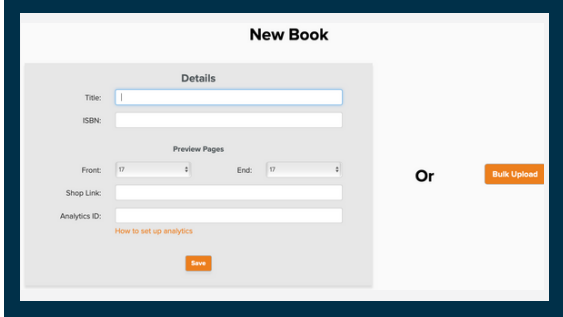 New Book
Details
Title:
ISBN:
Preview Pages
Front: 17 End: 17
Shop Link:
Analytics ID:
How to set up analytics
Save
Or
Bulk Upload